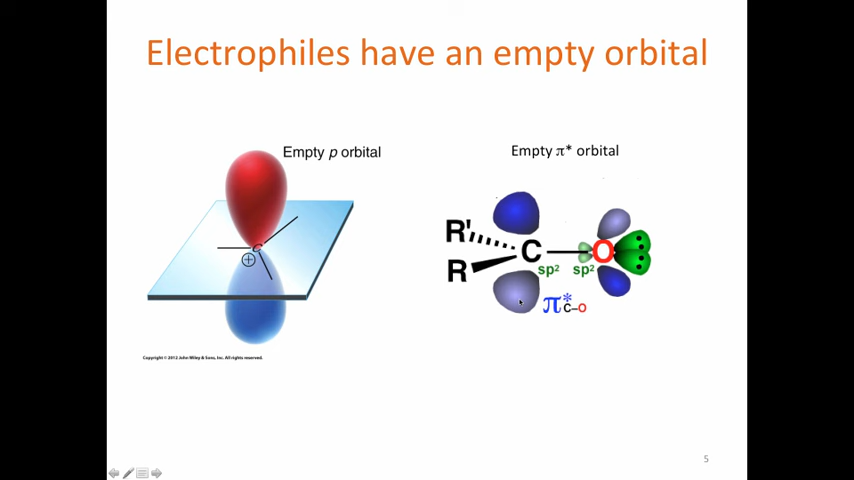 Electrophiles have an empty orbital
Empty p orbital
C
⊕
Copyright © 2012 John Wiley & Sons, Inc. All rights reserved.
Empty π* orbital
R'
R
C
O
sp²
sp²
π*C–O
5